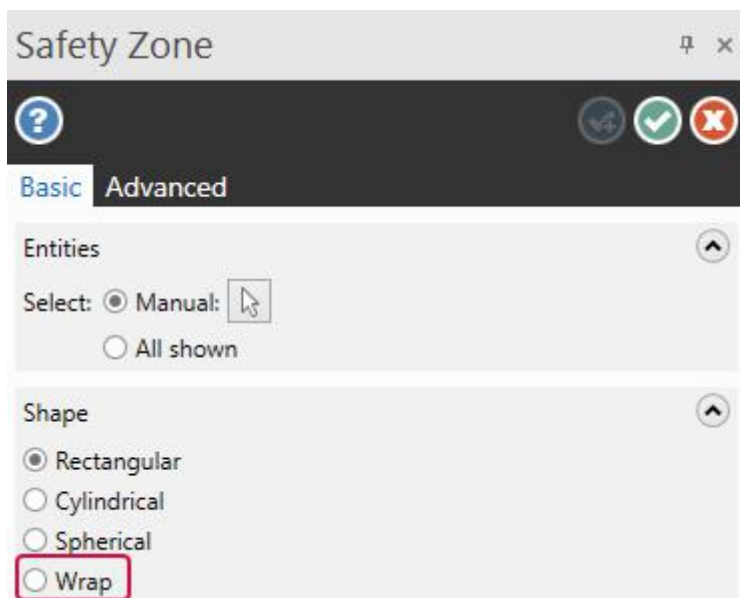 Safety Zone
Basic Advanced
Entities
Select: Manual:
All shown
Shape
Rectangular
Cylindrical
Spherical
Wrap